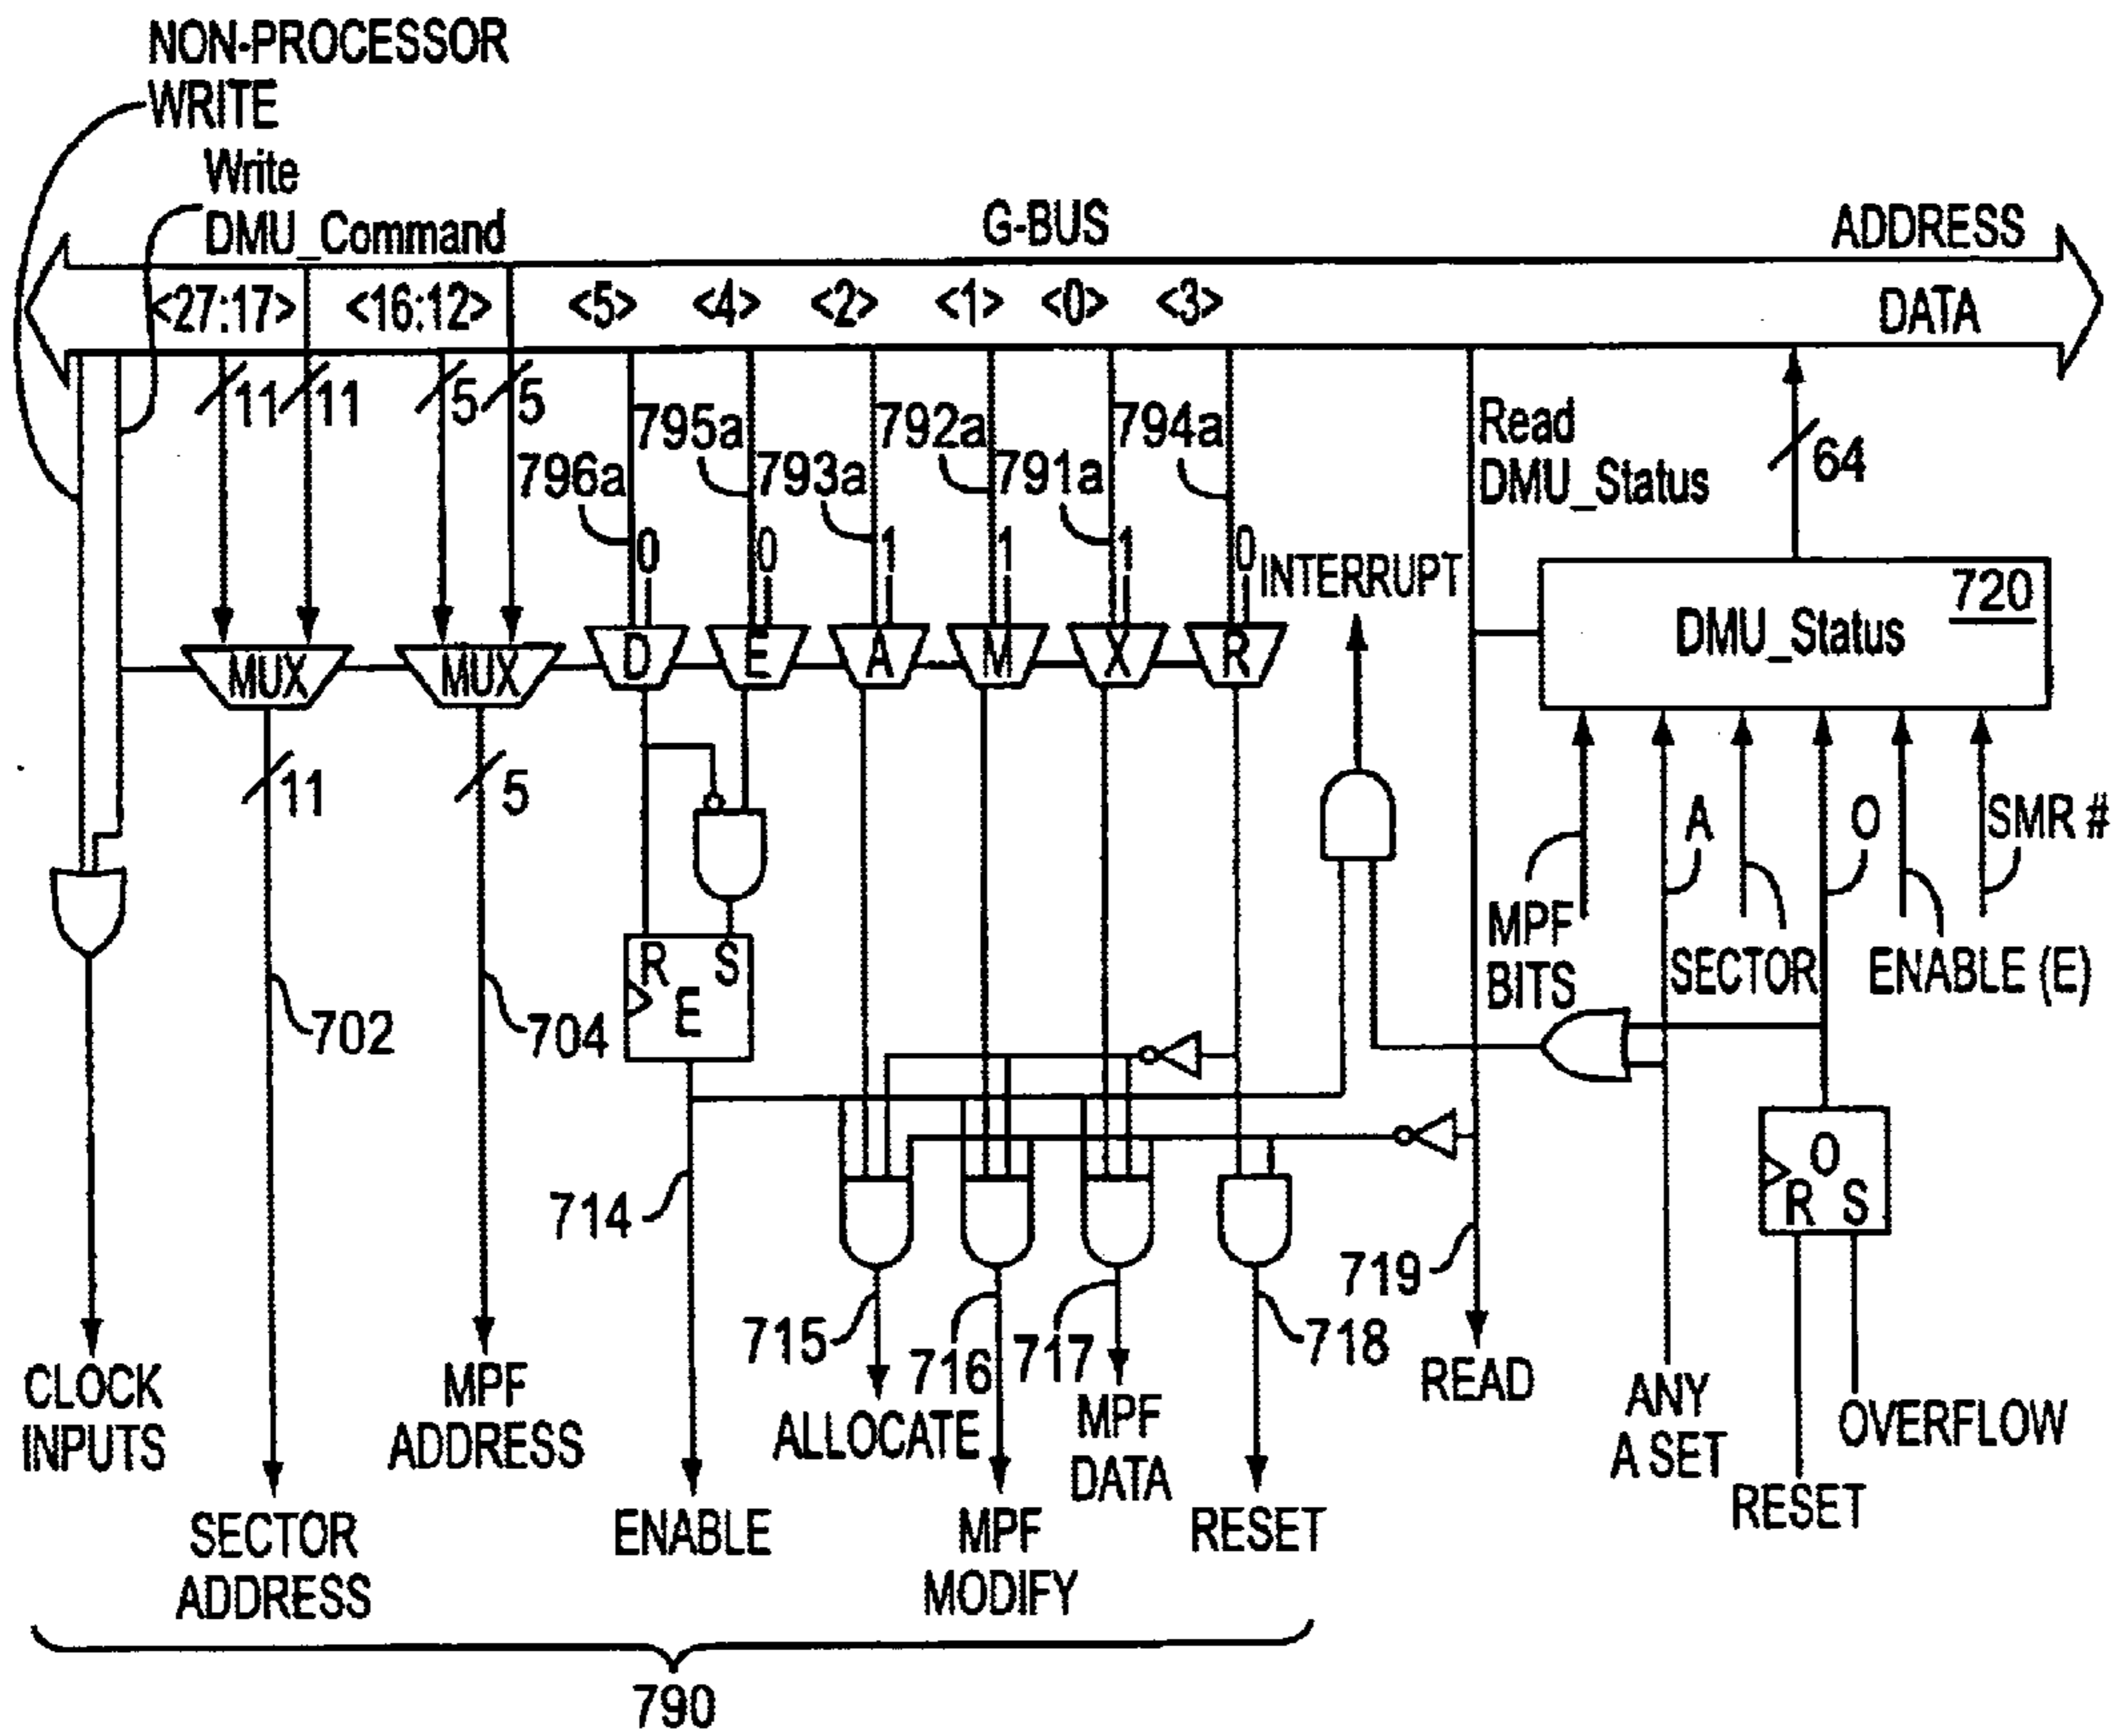 NON-PROCESSOR
WRITE
Write
DMU_Command
G-BUS
ADDRESS
<27:17> <16:12> <5> <4> <2> <1> <0> <3>
DATA
11 11 5 5
796a
795a
793a
792a
791a
794a
Read
DMU_Status
64
0 0 1 1 1 0
INTERRUPT
720
DMU_Status
MUX MUX D E A M X R
11
5
A
O
SMR #
MPF
BITS
SECTOR
ENABLE (E)
R S
E
702
704
O
R S
714
719
715
716
717
718
CLOCK
INPUTS
MPF
ADDRESS
ALLOCATE
MPF
DATA
READ
ANY
A SET
OVERFLOW
RESET
SECTOR
ADDRESS
ENABLE
MPF
MODIFY
RESET
790